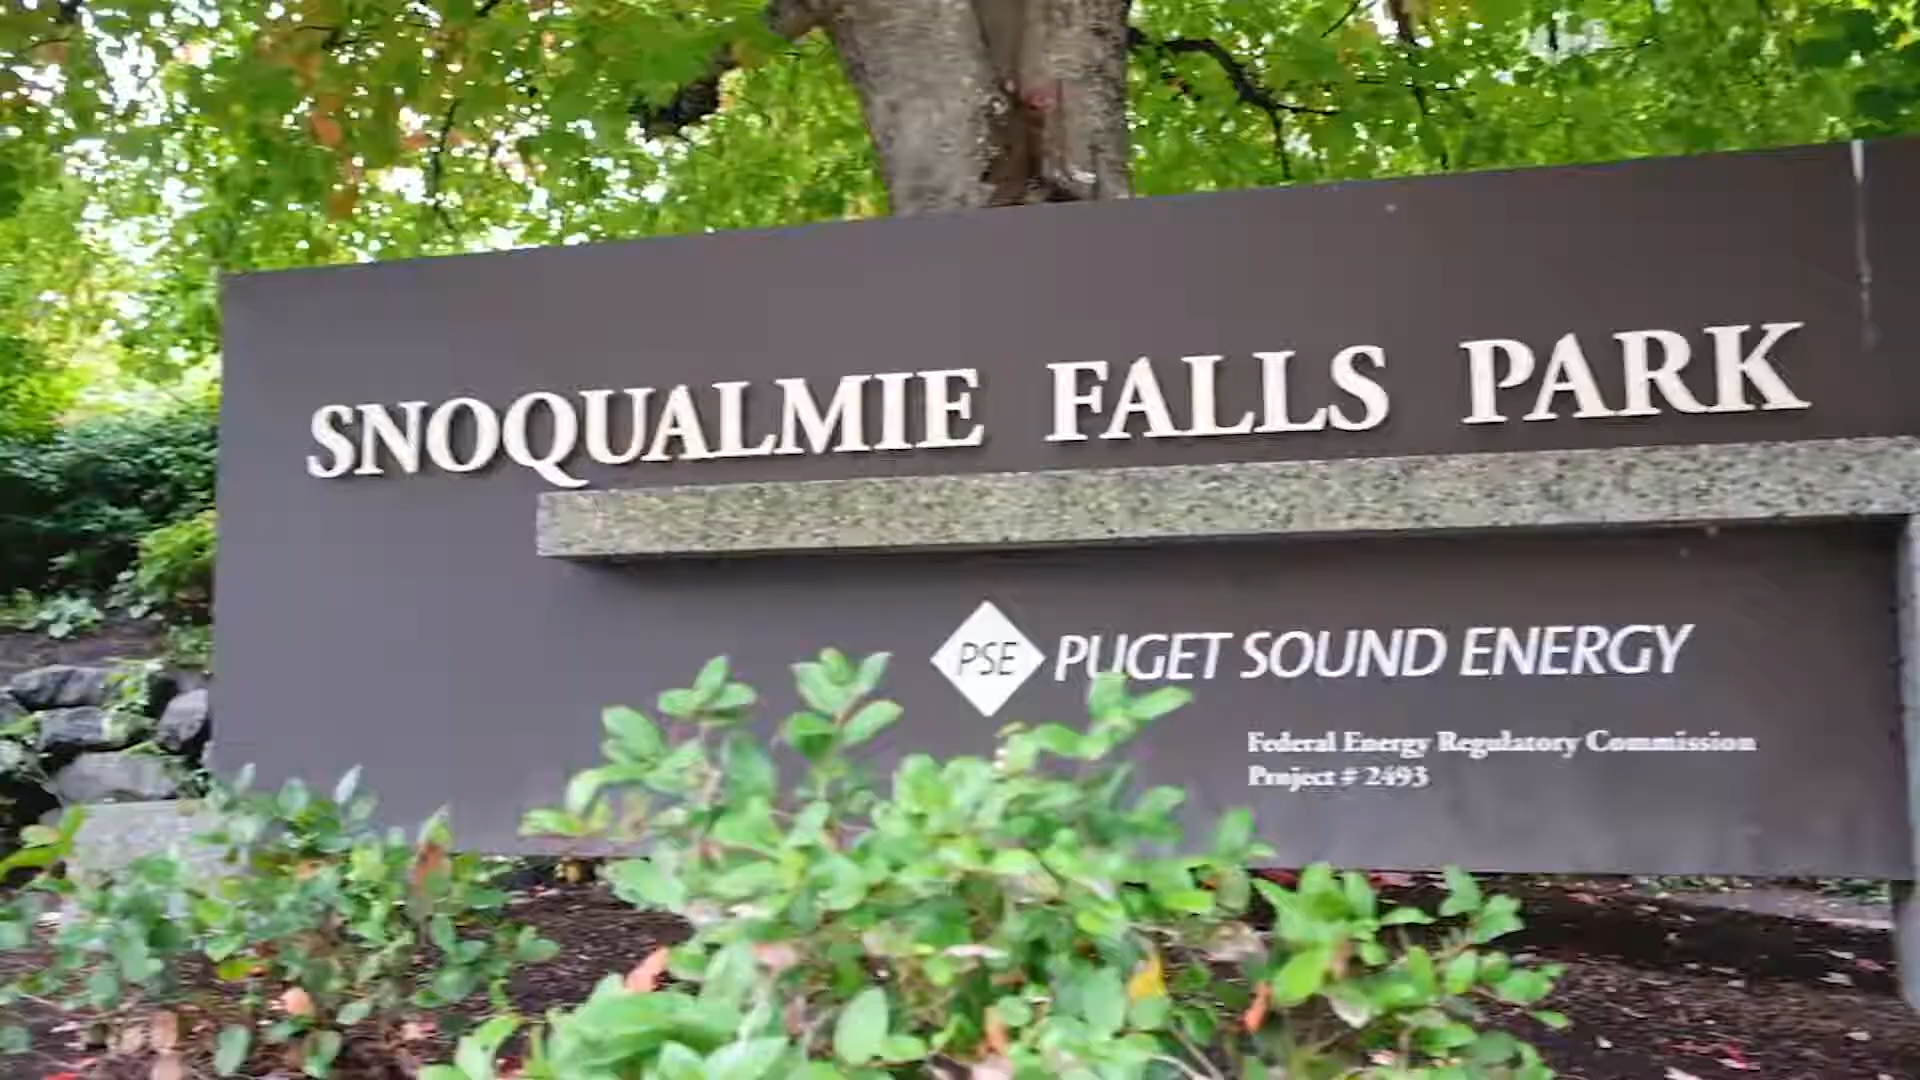 SNOQUALMIE FALLS PARK
PSE PUGET SOUND ENERGY
Federal Energy Regulatory Commission
Project # 2493